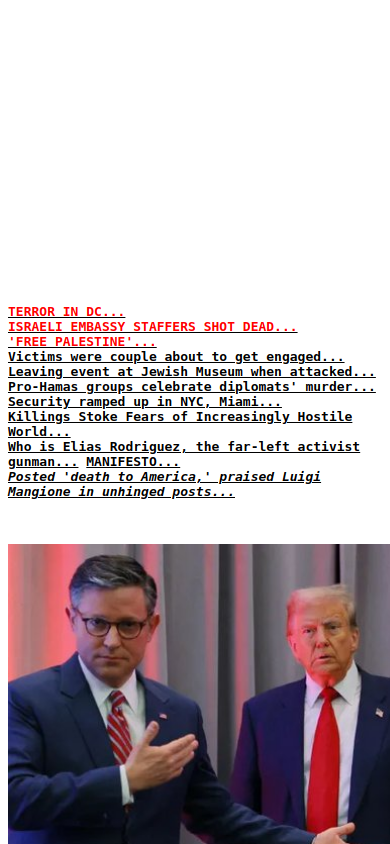 TERROR IN DC...
ISRAELI EMBASSY STAFFERS SHOT DEAD...
'FREE PALESTINE'...
Victims were couple about to get engaged...
Leaving event at Jewish Museum when attacked...
Pro-Hamas groups celebrate diplomats' murder...
Security ramped up in NYC, Miami...
Killings Stoke Fears of Increasingly Hostile
World...
Who is Elias Rodriguez, the far-left activist
gunman... MANIFESTO...
Posted 'death to America,' praised Luigi
Mangione in unhinged posts...